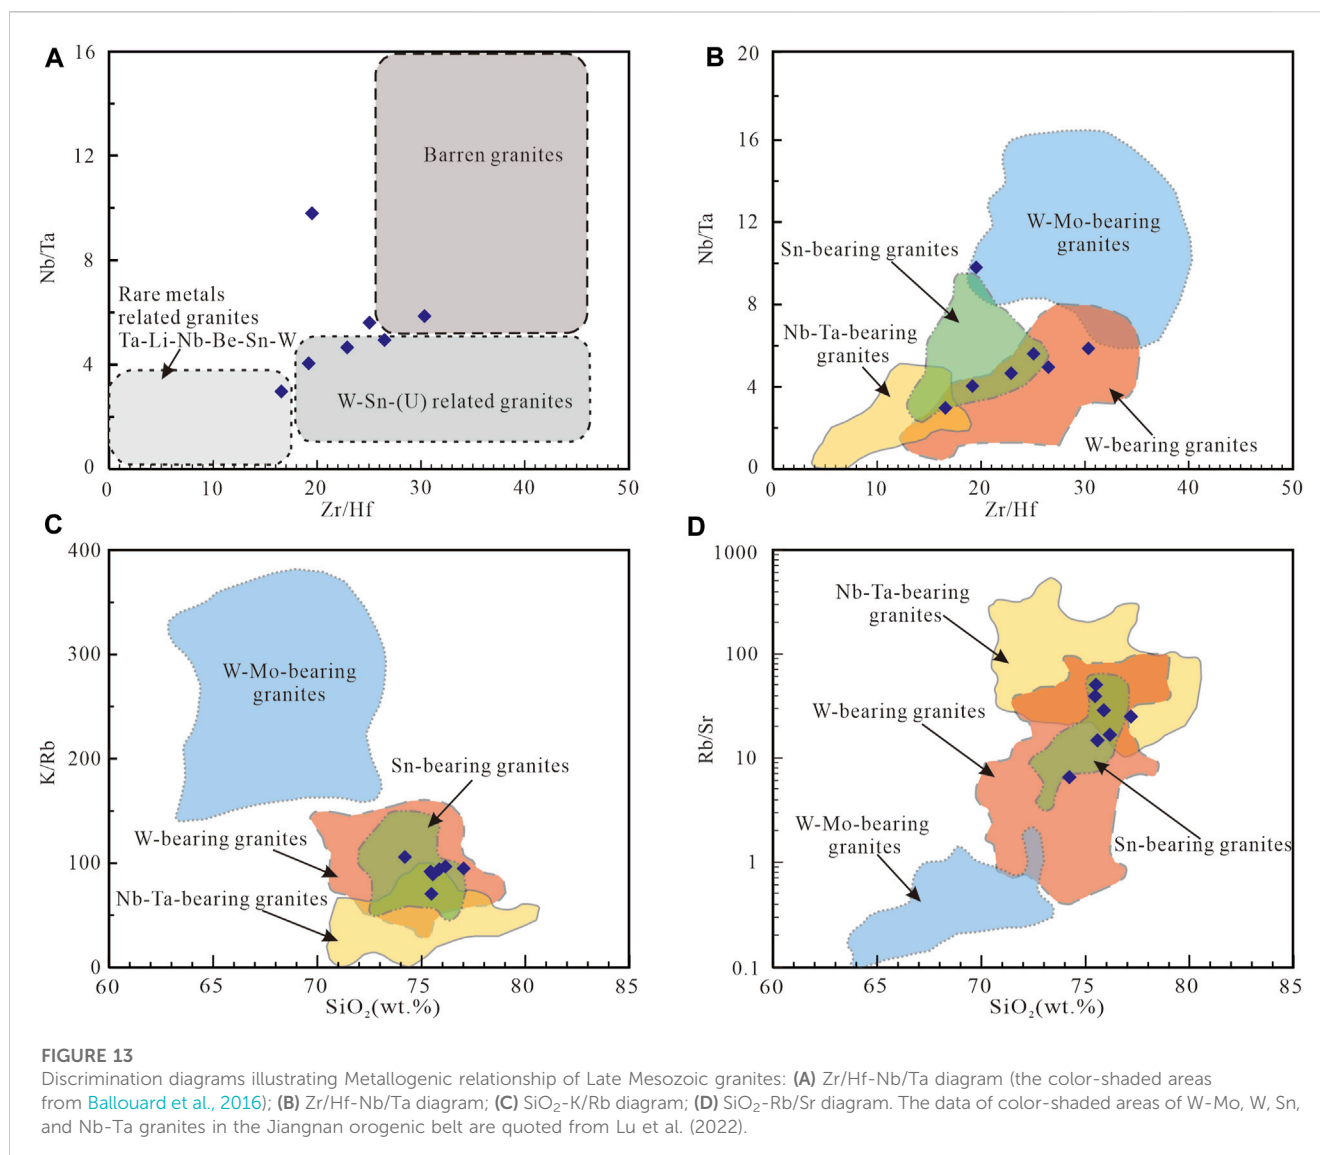 A
16
12
8
4
0
Nb/Ta
Barren granites
Rare metals
related granites
Ta-Li-Nb-Be-Sn-W
W-Sn-(U) related granites
0 10 20 30 40 50
Zr/Hf
B
20
16
12
8
4
0
Nb/Ta
W-Mo-bearing
granites
Sn-bearing granites
Nb-Ta-bearing
granites
W-bearing granites
0 10 20 30 40 50
Zr/Hf
C
400
300
200
100
0
K/Rb
W-Mo-bearing
granites
Sn-bearing granites
W-bearing granites
Nb-Ta-bearing granites
60 65 70 75 80 85
SiO₂(wt.%)
D
1000
100
10
1
0.1
Rb/Sr
Nb-Ta-bearing
granites
W-bearing granites
W-Mo-bearing
granites
Sn-bearing granites
60 65 70 75 80 85
SiO₂(wt.%)
FIGURE 13
Discrimination diagrams illustrating Metallogenic relationship of Late Mesozoic granites: (A) Zr/Hf-Nb/Ta diagram (the color-shaded areas
from Ballouard et al., 2016); (B) Zr/Hf-Nb/Ta diagram; (C) SiO₂-K/Rb diagram; (D) SiO₂-Rb/Sr diagram. The data of color-shaded areas of W-Mo, W, Sn,
and Nb-Ta granites in the Jiangnan orogenic belt are quoted from Lu et al. (2022).